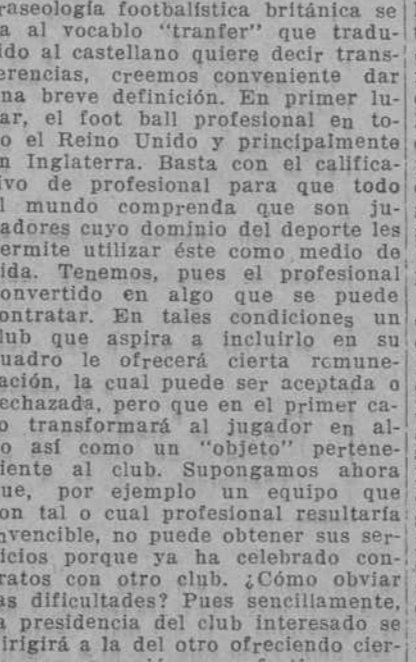 raseología footbalística británica se
a al vocablo "tranfer" que tradu-
ido al castellano quiere decir trans-
erencias, creemos conveniente dar
na breve definición. En primer lu-
ar, el foot ball profesional en to-
o el Reino Unido y principalmente
n Inglaterra. Basta con el califica-
ivo de profesional para que todo
l mundo comprenda que son ju-
adores cuyo dominio del deporte les
ermite utilizar éste como medio de
ida. Tenemos, pues el profesional
onvertido en algo que se puede
ontratar. En tales condiciones un
lub que aspira a incluirlo en su
uadro le ofrecerá cierta remune-
ación, la cual puede ser aceptada o
echazada, pero que en el primer ca-
o transformará al jugador en al-
o así como un "objeto" pertene-
iente al club. Supongamos ahora
ue, por ejemplo un equipo que
on tal o cual profesional resultaría
nvencible, no puede obtener sus ser-
icios porque ya ha celebrado con-
ratos con otro club. ¿Cómo obviar
as dificultades? Pues sencillamente,
a presidencia del club interesado se
irigirá a la del otro ofreciendo cier-